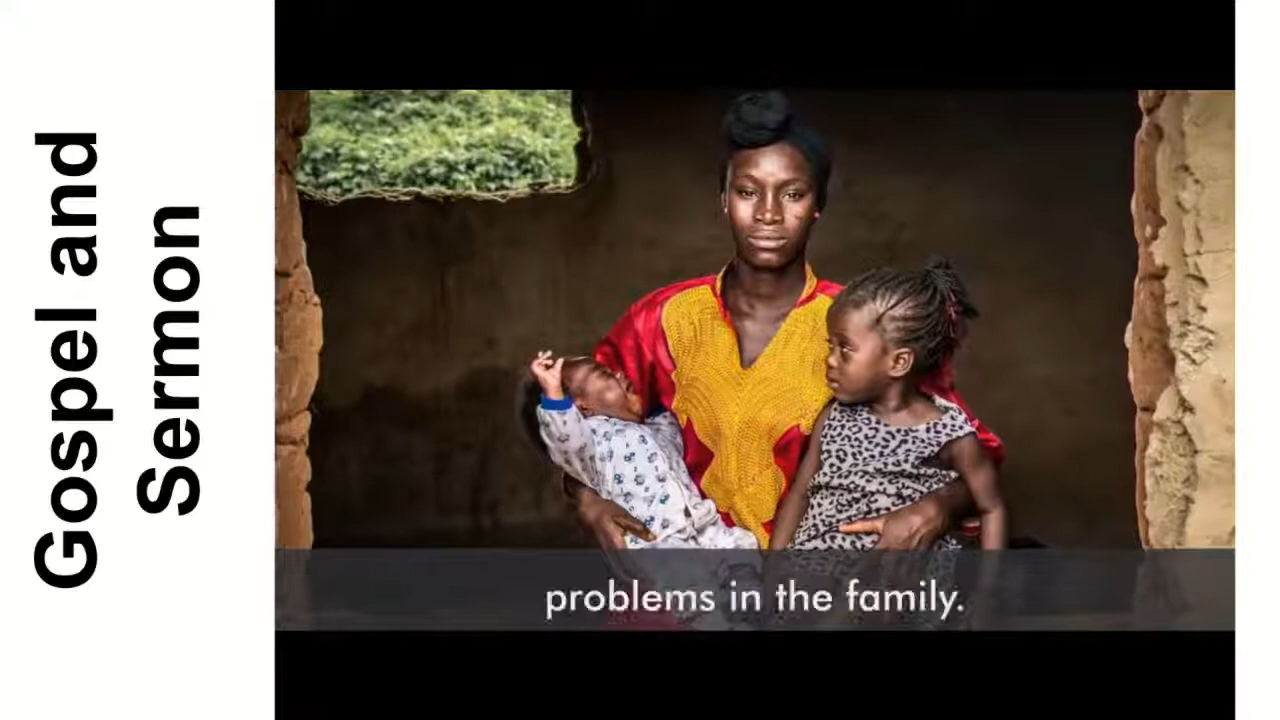 Gospel and
Sermon
problems in the family.